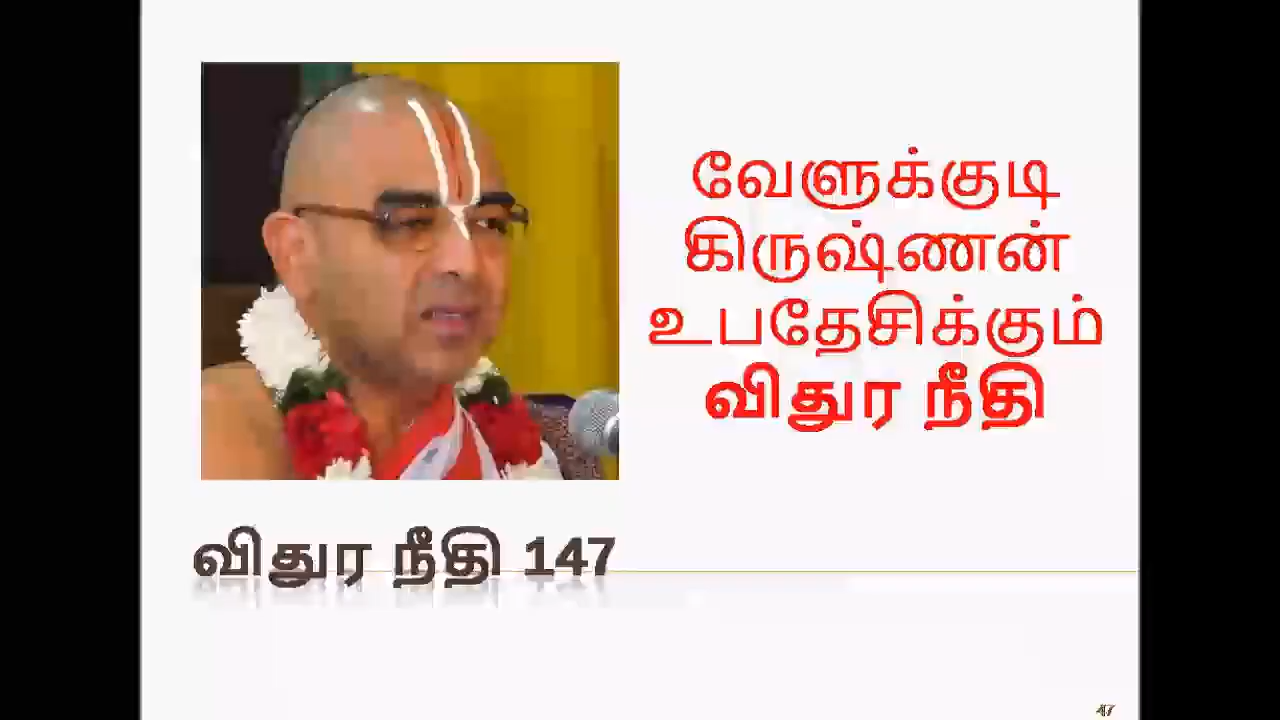 வேளுக்குடி
கிருஷ்ணன்
உபதேசிக்கும்
விதுர நீதி
விதுர நீதி 147
47